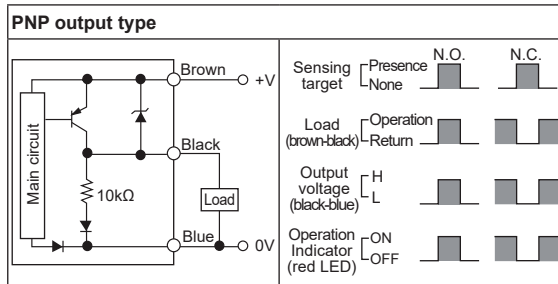 PNP output type
Main circuit
10kΩ
Brown
+V
Black
Load
Blue
0V
N.O.
N.C.
Sensing target
Presence
None
Load
(brown-black)
Operation
Return
Output
voltage
(black-blue)
H
L
Operation
Indicator
(red LED)
ON
OFF